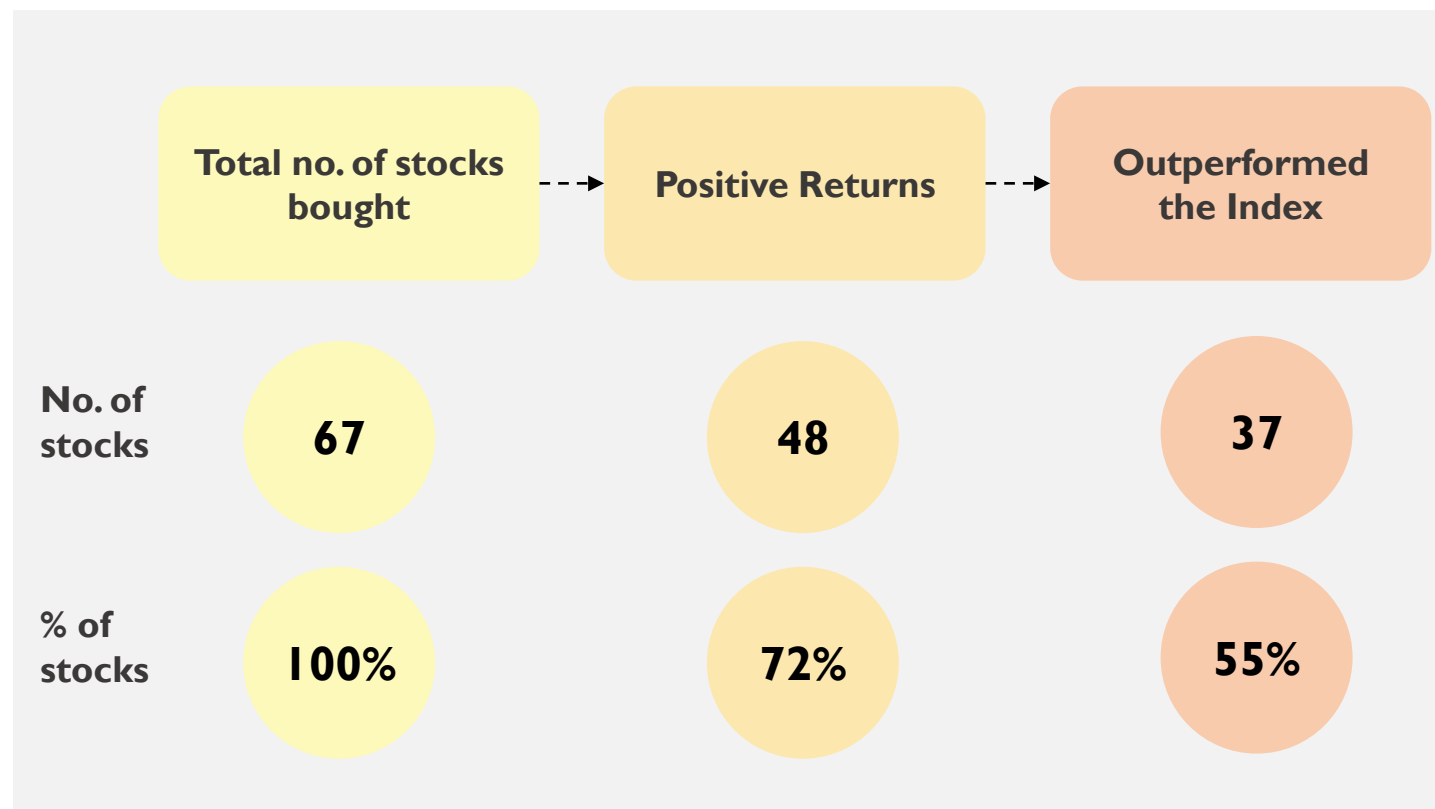 Total no. of stocks
bought
Positive Returns
Outperformed
the Index
No. of
stocks
67
48
37
% of
stocks
100%
72%
55%